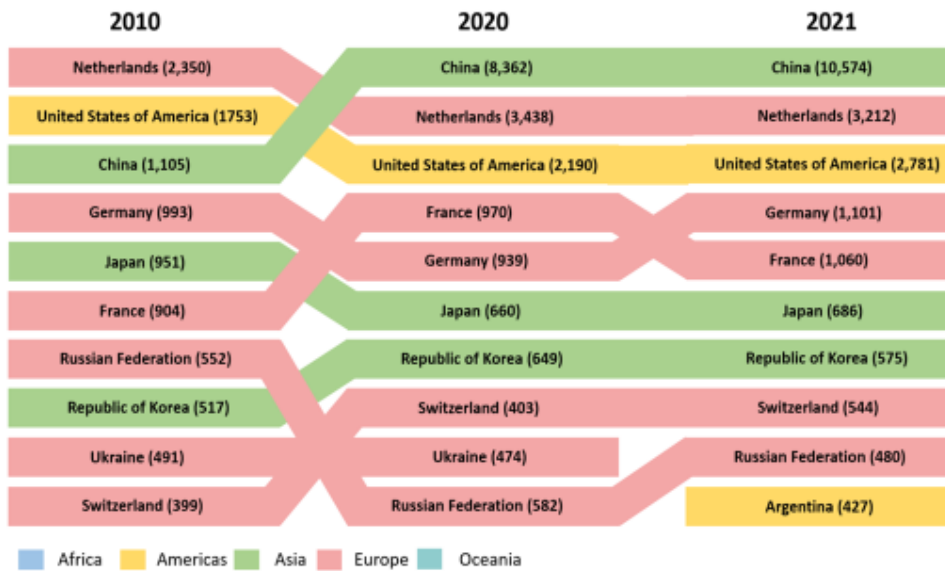 2010 2020 2021
Netherlands (2,350) China (8,362) China (10,574)
United States of America (1753) Netherlands (3,438) Netherlands (3,212)
China (1,105) United States of America (2,190) United States of America (2,781)
Germany (993) France (970) Germany (1,101)
Japan (951) Germany (939) France (1,060)
France (904) Japan (660) Japan (686)
Russian Federation (552) Republic of Korea (649) Republic of Korea (575)
Republic of Korea (517) Switzerland (403) Switzerland (544)
Ukraine (491) Ukraine (474) Russian Federation (480)
Switzerland (399) Russian Federation (582) Argentina (427)
Africa Americas Asia Europe Oceania